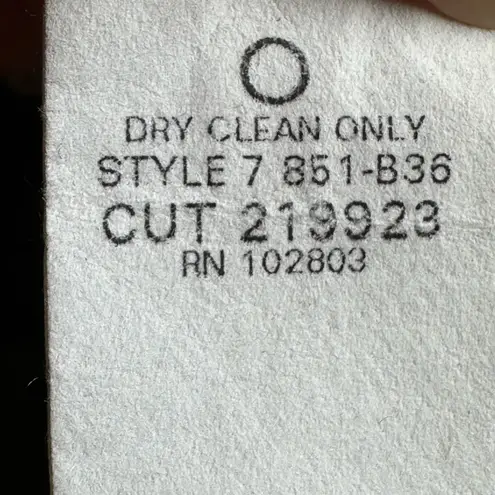 DRY CLEAN ONLY
STYLE 7 851-B36
CUT 219923
RN 102803